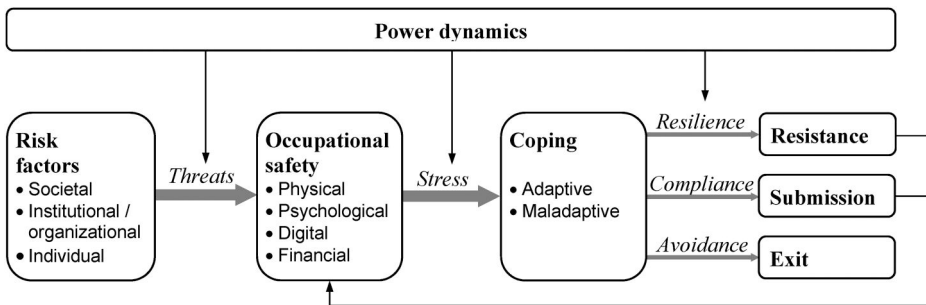 Power dynamics
Risk
factors
• Societal
• Institutional /
organizational
• Individual
Threats
Occupational
safety
• Physical
• Psychological
• Digital
• Financial
Stress
Coping
• Adaptive
• Maladaptive
Resilience
Resistance
Compliance
Submission
Avoidance
Exit